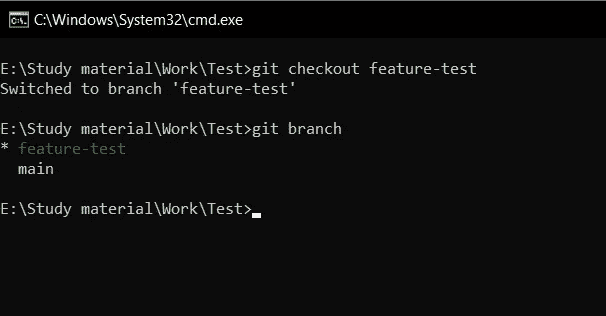 C:\Windows\System32\cmd.exe
E:\Study material\Work\Test>git checkout feature-test
Switched to branch 'feature-test'
E:\Study material\Work\Test>git branch
* feature-test
main
E:\Study material\Work\Test>